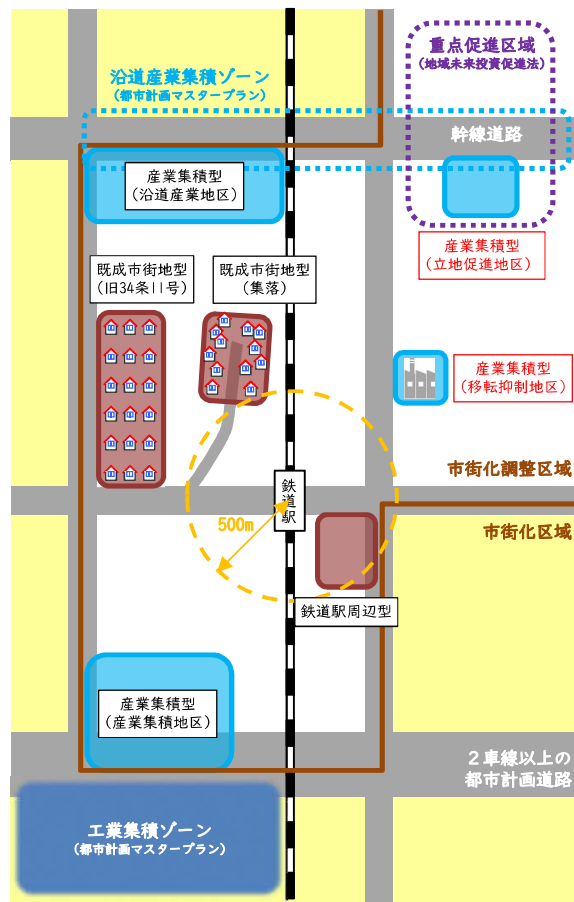 重点促進区域
(地域未来投資促進法)
沿道産業集積ゾーン
(都市計画マスタープラン)
幹線道路
産業集積型
(沿道産業地区)
産業集積型
(立地促進地区)
既成市街地型
(旧34条11号)
既成市街地型
(集落)
産業集積型
(移転抑制地区)
市街化調整区域
鉄道駅
500m
市街化区域
鉄道駅周辺型
産業集積型
(産業集積地区)
2車線以上の
都市計画道路
工業集積ゾーン
(都市計画マスタープラン)